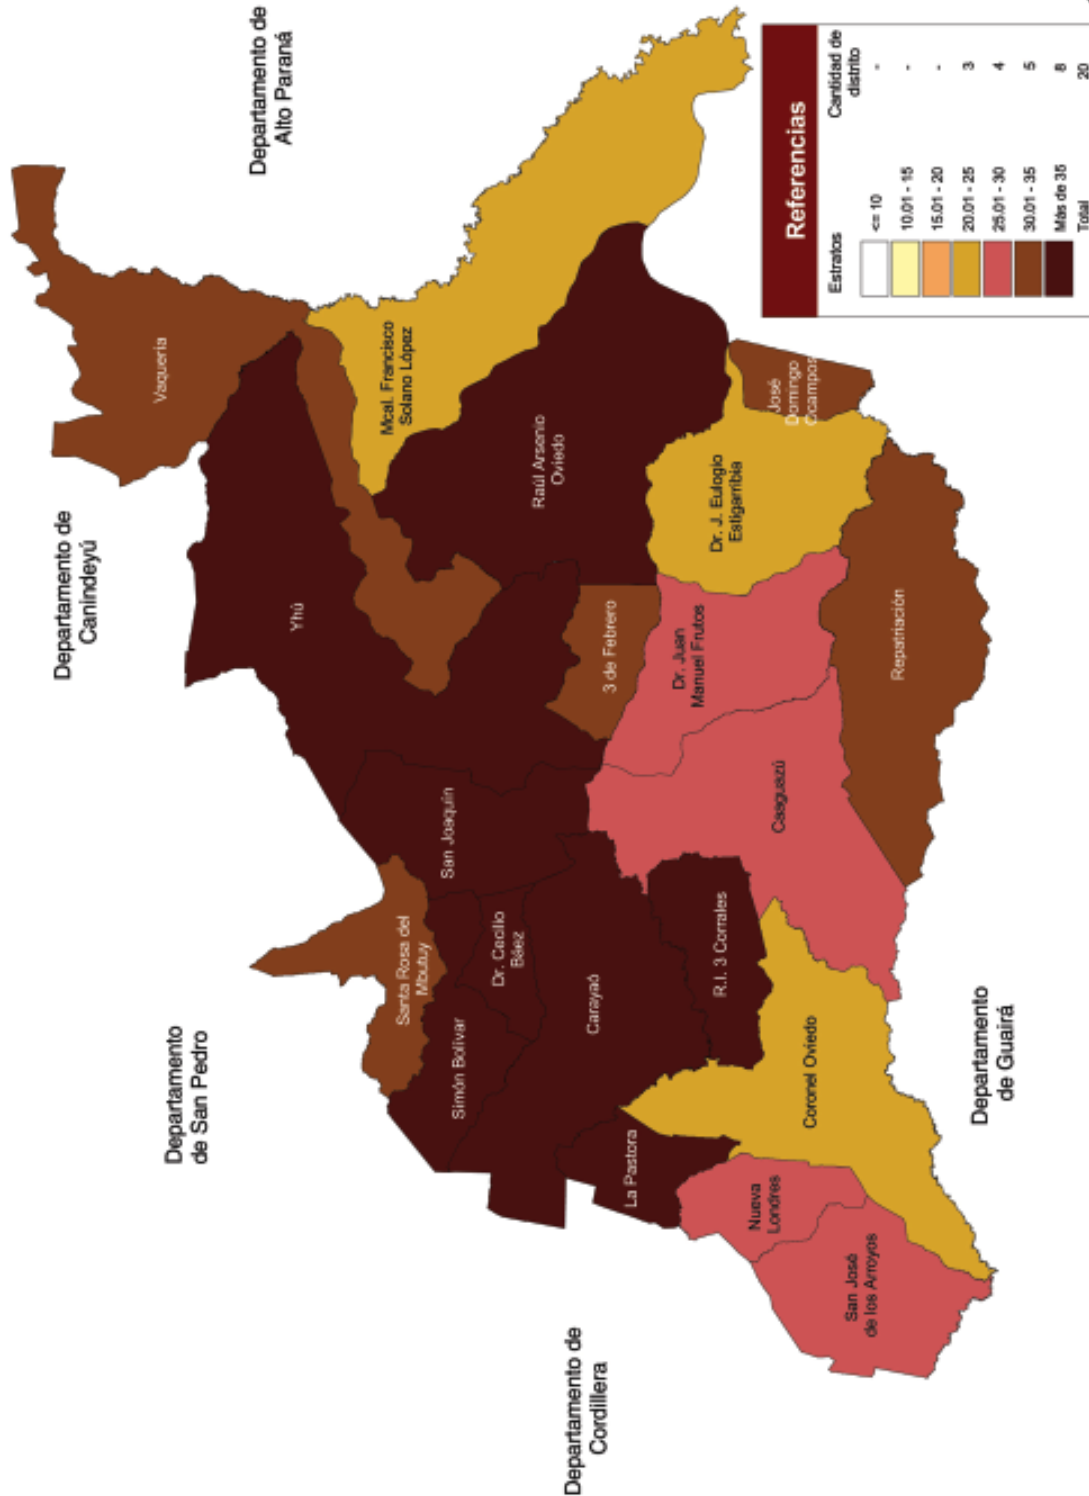 Departamento
de San Pedro
Departamento de
Canindeyú
Departamento de
Alto Paraná
Departamento de
Cordillera
Departamento
de Guairá
Vaquería
Yhú
Mcal. Francisco
Solano López
Raúl Arsenio
Oviedo
San Joaquín
Santa Rosa del
Mbutuy
Simón Bolívar
Dr. Cecilio
Báez
Carayaó
3 de Febrero
La Pastora
R.I. 3 Corrales
Dr. Juan
Manuel Frutos
Dr. J. Eulogio
Estigarribia
José
Domingo
Ocampos
Nueva
Londres
Coronel Oviedo
Caaguazú
San José
de los Arroyos
Repatriación
Referencias
Estratos Cantidad de
distrito
<= 10 -
10.01 - 15 -
15.01 - 20 -
20.01 - 25 3
25.01 - 30 4
30.01 - 35 5
Más de 35 8
Total 20